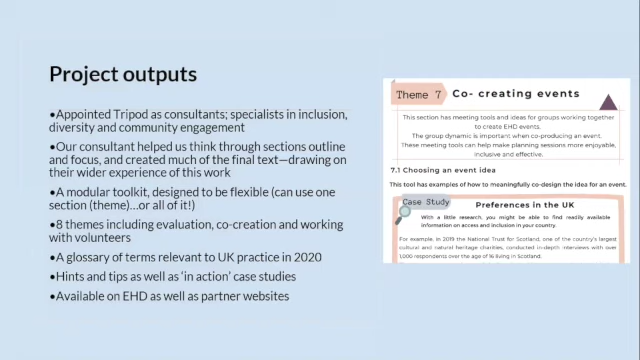 Project outputs
•Appointed Tripod as consultants; specialists in inclusion,
diversity and community engagement
•Our consultant helped us think through sections outline
and focus, and created much of the final text—drawing on
their wider experience of this work
•A modular toolkit, designed to be flexible (can use one
section (theme)...or all of it!)
•8 themes including evaluation, co-creation and working
with volunteers
•A glossary of terms relevant to UK practice in 2020
•Hints and tips as well as ‘in action’ case studies
•Available on EHD as well as partner websites
Theme 7
Co- creating events
This section has meeting tools and ideas for groups working together
to create EHD events.
The group dynamic is important when co-producing an event.
These meeting tools can help make planning sessions more enjoyable,
inclusive and effective.
7.1 Choosing an event idea
This tool has examples of how to meaningfully co-design the idea for an event.
Case Study
Preferences in the UK
With a little research, you might be able to find readily available
information on access and inclusion in your country.
For example, in 2019 the National Trust for Scotland, one of the country's largest
cultural and natural heritage charities, conducted in-depth interviews with over
1,000 respondents over the age of 16 living in Scotland.